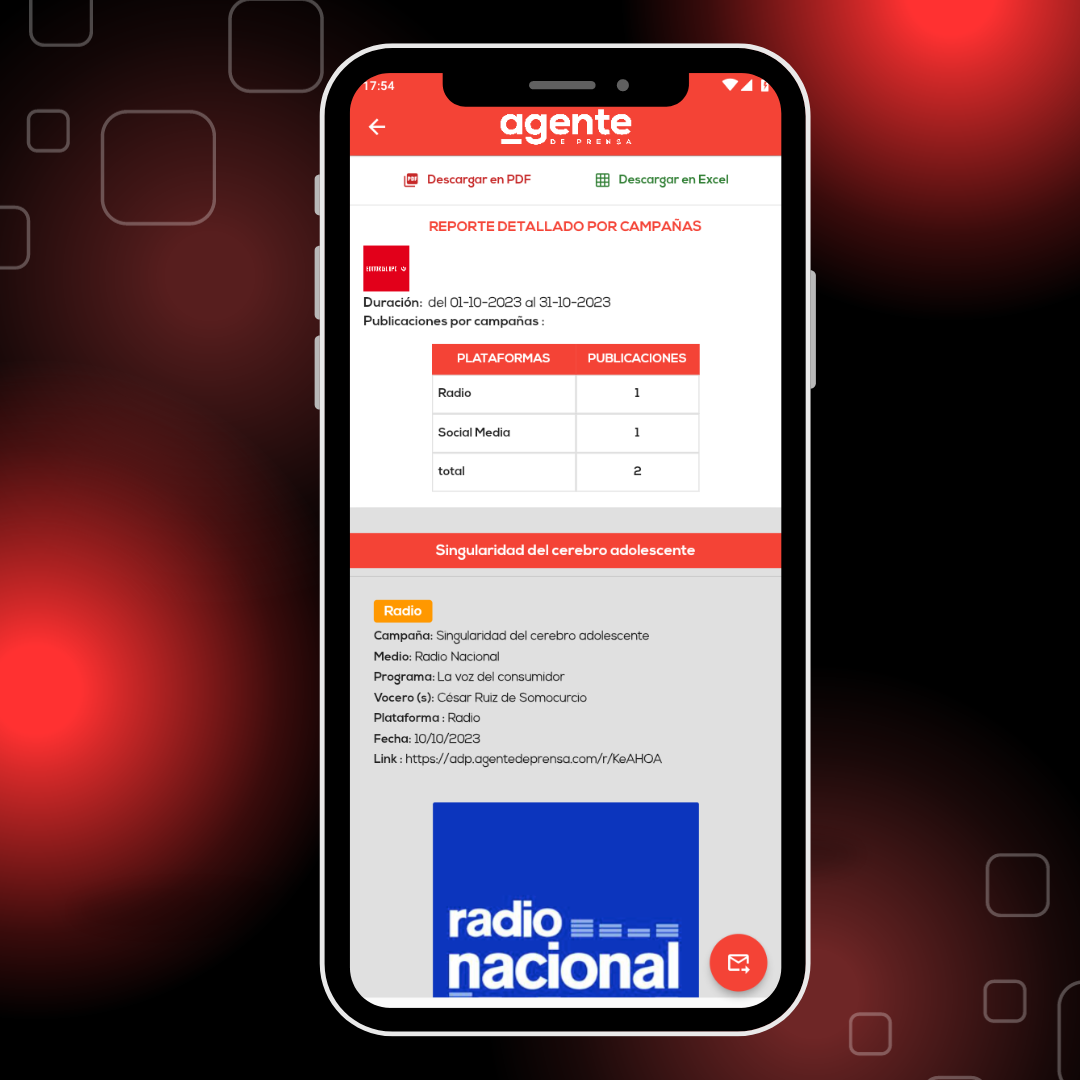 17:54
agente
DE PRENSA
Descargar en PDF
Descargar en Excel
REPORTE DETALLADO POR CAMPAÑAS
Duración: del 01-10-2023 al 31-10-2023
Publicaciones por campañas :
PLATAFORMAS PUBLICACIONES
Radio 1
Social Media 1
total 2
Singularidad del cerebro adolescente
Radio
Campaña: Singularidad del cerebro adolescente
Medio: Radio Nacional
Programa: La voz del consumidor
Vocero (s): César Ruiz de Somocurcio
Plataforma : Radio
Fecha: 10/10/2023
Link : https://adp.agentedeprensa.com/r/KeAHOA
radio
nacional